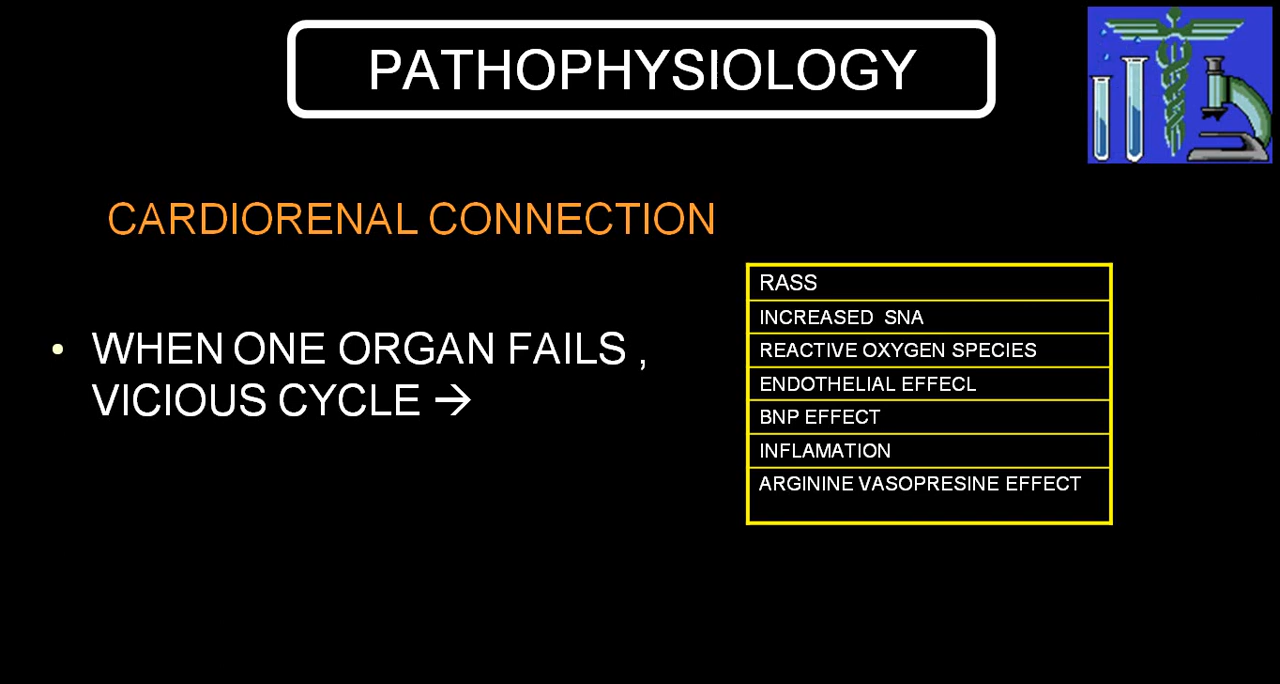 PATHOPHYSIOLOGY
CARDIORENAL CONNECTION
• WHEN ONE ORGAN FAILS ,
VICIOUS CYCLE →
RASS
INCREASED SNA
REACTIVE OXYGEN SPECIES
ENDOTHELIAL EFFECL
BNP EFFECT
INFLAMATION
ARGININE VASOPRESINE EFFECT